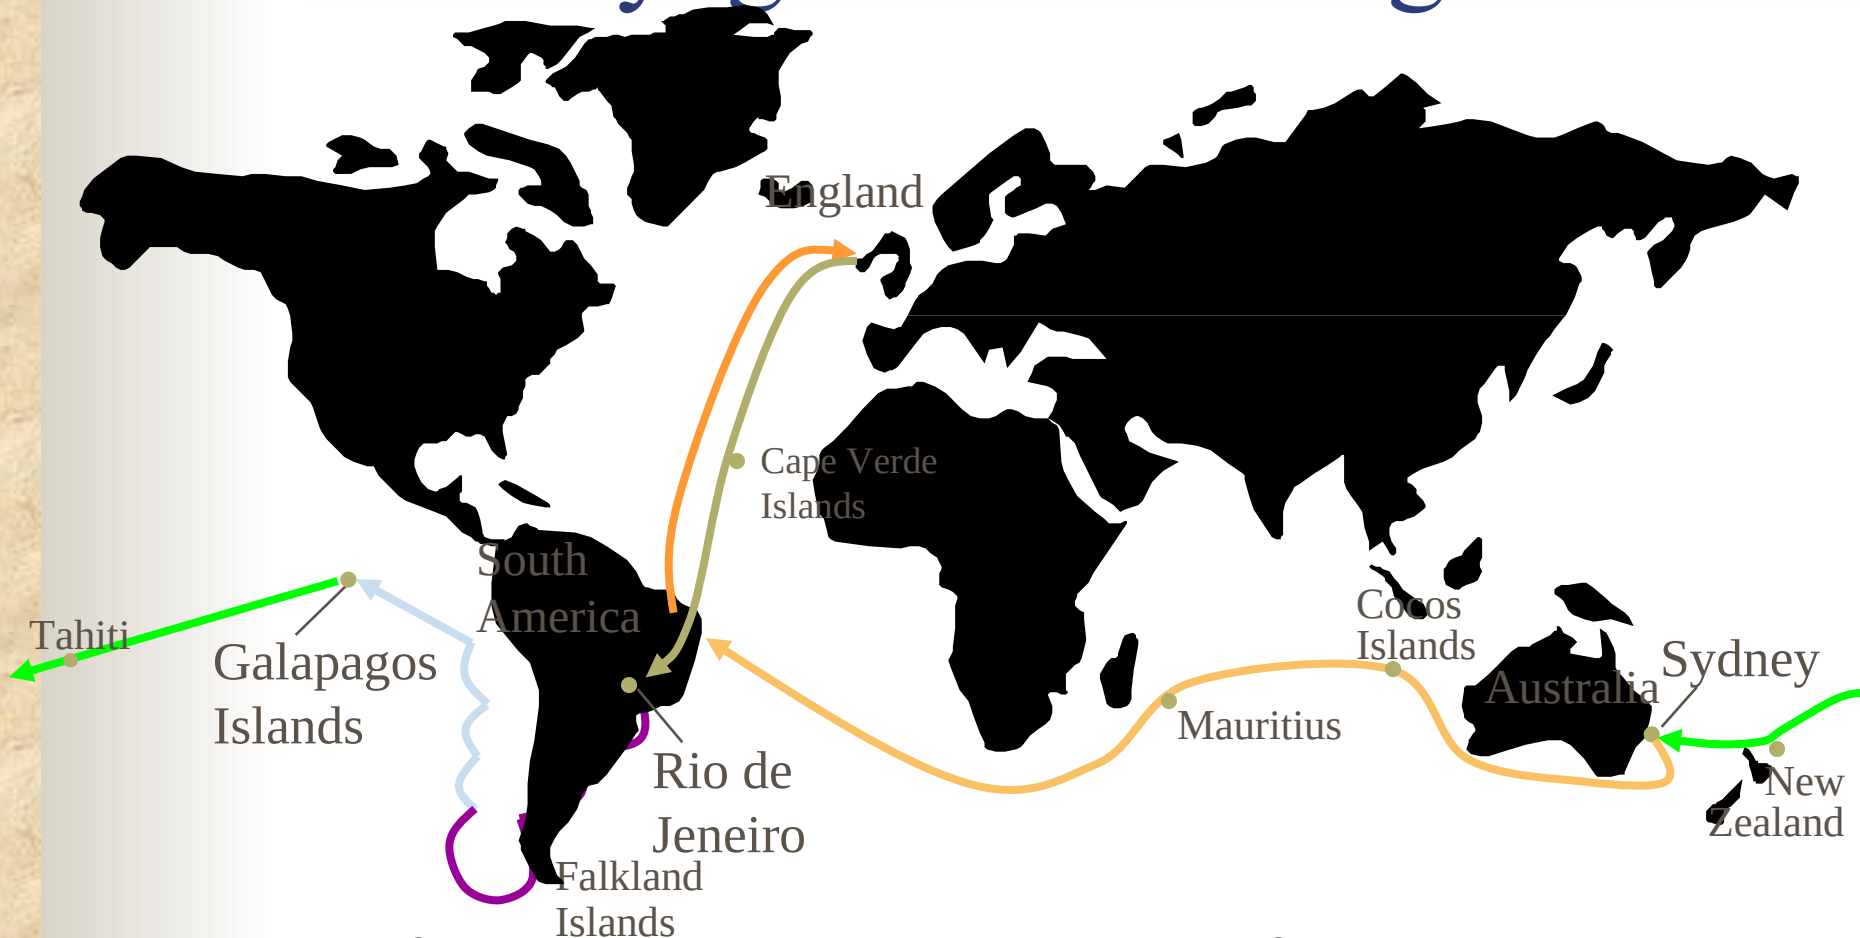 England
Cape Verde
Islands
South
America
Tahiti
Galapagos
Islands
Rio de
Jeneiro
Falkland
Islands
Cocos
Islands
Mauritius
Australia
Sydney
New
Zealand